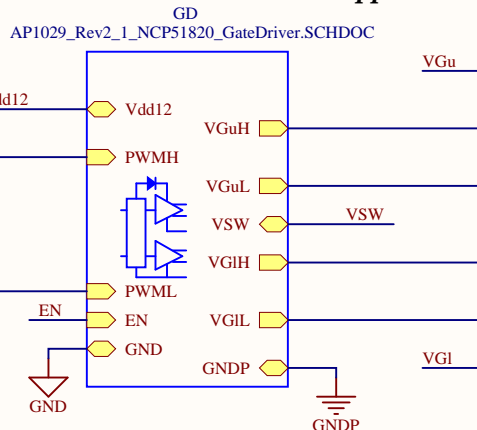 GD
AP1029_Rev2_1_NCP51820_GateDriver.SCHDOC
VGu
Vdd12
VGuH
PWMH
VGuL
VSW
VSW
VGlH
PWML
EN
EN
VGlL
GND
GNDP
VGl
GND
GNDP